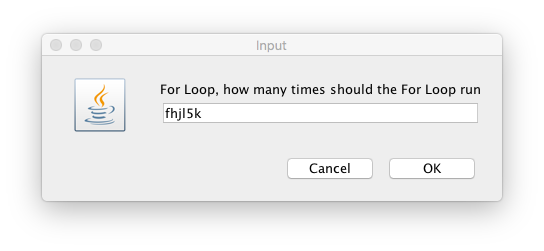 Input
For Loop, how many times should the For Loop run
fhjl5k
Cancel
OK